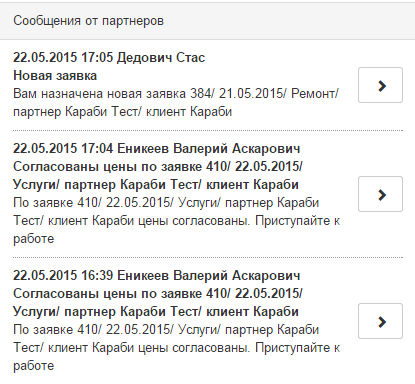 Сообщения от партнеров
22.05.2015 17:05 Дедович Стас
Новая заявка
Вам назначена новая заявка 384/ 21.05.2015/ Ремонт/
партнер Караби Тест/ клиент Караби
22.05.2015 17:04 Еникеев Валерий Аскарович
Согласованы цены по заявке 410/ 22.05.2015/
Услуги/ партнер Караби Тест/ клиент Караби
По заявке 410/ 22.05.2015/ Услуги/ партнер Караби
Тест/ клиент Караби цены согласованы. Приступайте к
работе
22.05.2015 16:39 Еникеев Валерий Аскарович
Согласованы цены по заявке 410/ 22.05.2015/
Услуги/ партнер Караби Тест/ клиент Караби
По заявке 410/ 22.05.2015/ Услуги/ партнер Караби
Тест/ клиент Караби цены согласованы. Приступайте к
работе